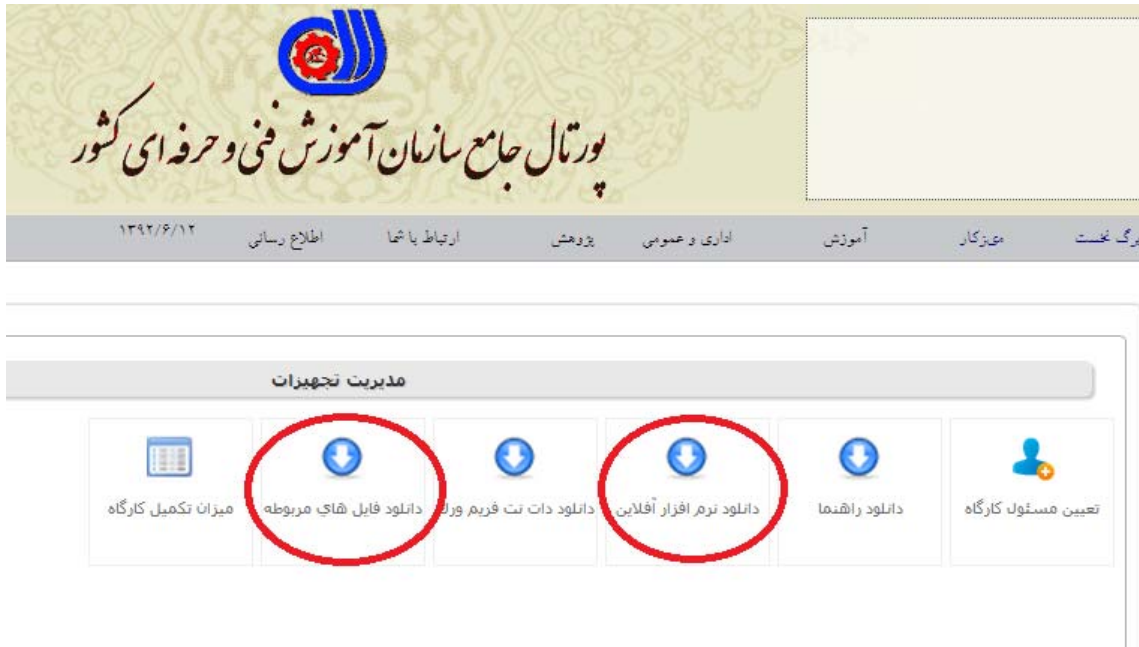 پورتال جامع سازمان آموزش فنی و حرفه ای کشور
برگ نخست میزکار آموزش اداری و عمومی پژوهش ارتباط با شما اطلاع رسانی ۱۳۹۲/۶/۱۲
مدیریت تجهیزات
تعیین مسئول کارگاه دانلود راهنما دانلود نرم افزار آفلاین دانلود دات نت فریم ورک دانلود فایل های مربوطه میزان تکمیل کارگاه